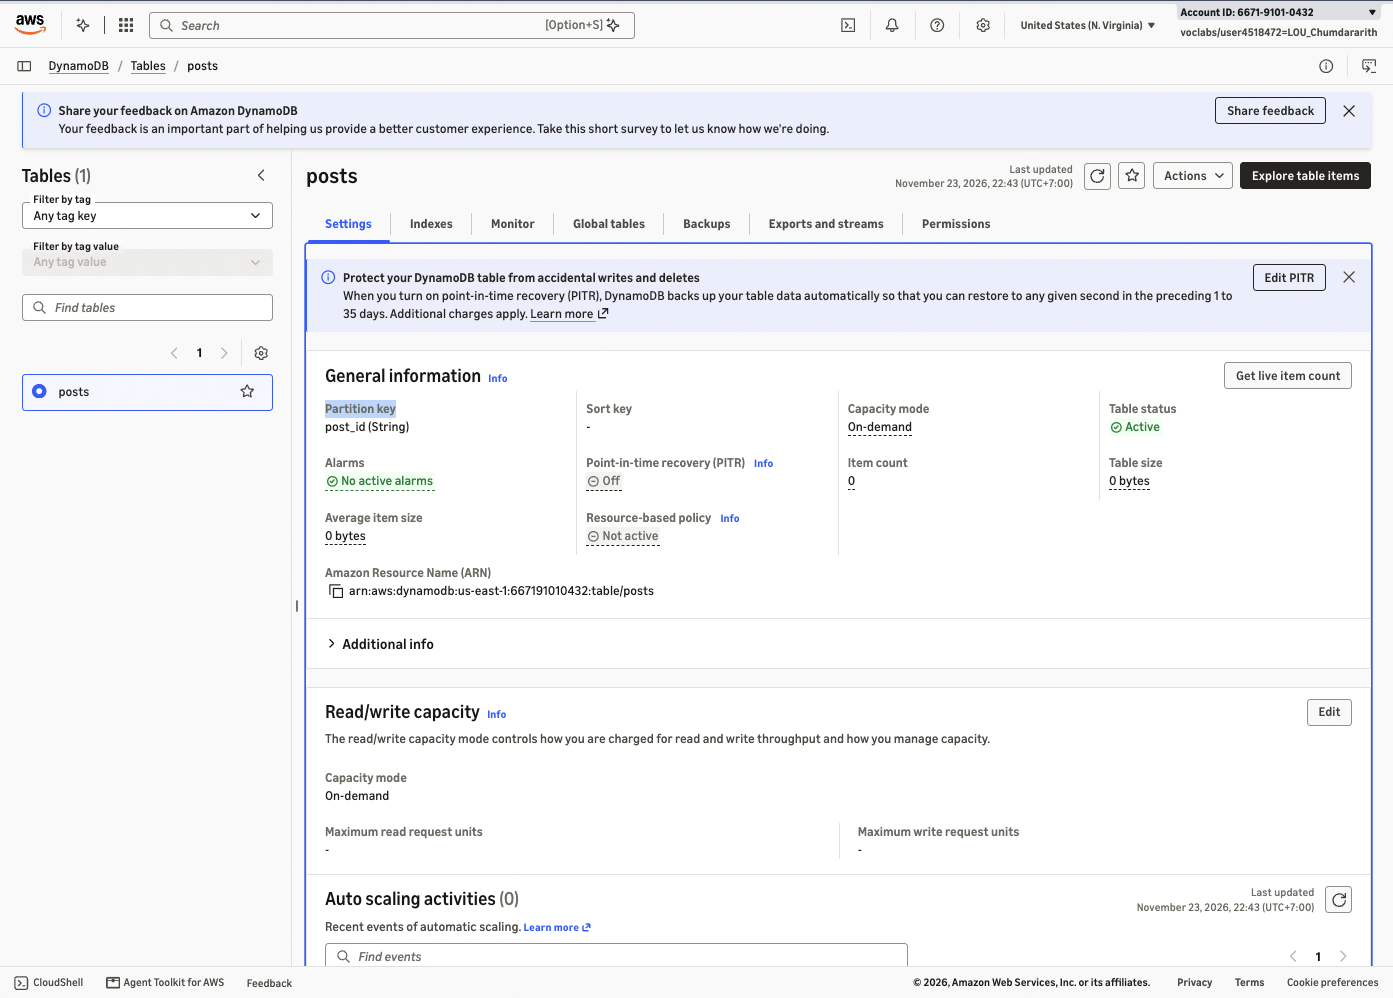 aws
Search
[Option+S]
United States (N. Virginia)
Account ID: 6671-9101-0432
voclabs/user4518472=LOU_Chumdararith
DynamoDB / Tables / posts
Share your feedback on Amazon DynamoDB
Your feedback is an important part of helping us provide a better customer experience. Take this short survey to let us know how we're doing.
Share feedback
Tables (1)
Filter by tag
Any tag key
Filter by tag value
Any tag value
Find tables
1
posts
posts
Last updated
November 23, 2026, 22:43 (UTC+7:00)
Actions
Explore table items
Settings
Indexes
Monitor
Global tables
Backups
Exports and streams
Permissions
Protect your DynamoDB table from accidental writes and deletes
When you turn on point-in-time recovery (PITR), DynamoDB backs up your table data automatically so that you can restore to any given second in the preceding 1 to
35 days. Additional charges apply. Learn more
Edit PITR
General information Info
Get live item count
Partition key
post_id (String)
Sort key
-
Capacity mode
On-demand
Table status
Active
Alarms
No active alarms
Point-in-time recovery (PITR) Info
Off
Item count
0
Table size
0 bytes
Average item size
0 bytes
Resource-based policy Info
Not active
Amazon Resource Name (ARN)
arn:aws:dynamodb:us-east-1:667191010432:table/posts
Additional info
Read/write capacity Info
Edit
The read/write capacity mode controls how you are charged for read and write throughput and how you manage capacity.
Capacity mode
On-demand
Maximum read request units
-
Maximum write request units
-
Auto scaling activities (0)
Last updated
November 23, 2026, 22:43 (UTC+7:00)
Recent events of automatic scaling. Learn more
Find events
1
CloudShell
Agent Toolkit for AWS
Feedback
© 2026, Amazon Web Services, Inc. or its affiliates.
Privacy
Terms
Cookie preferences